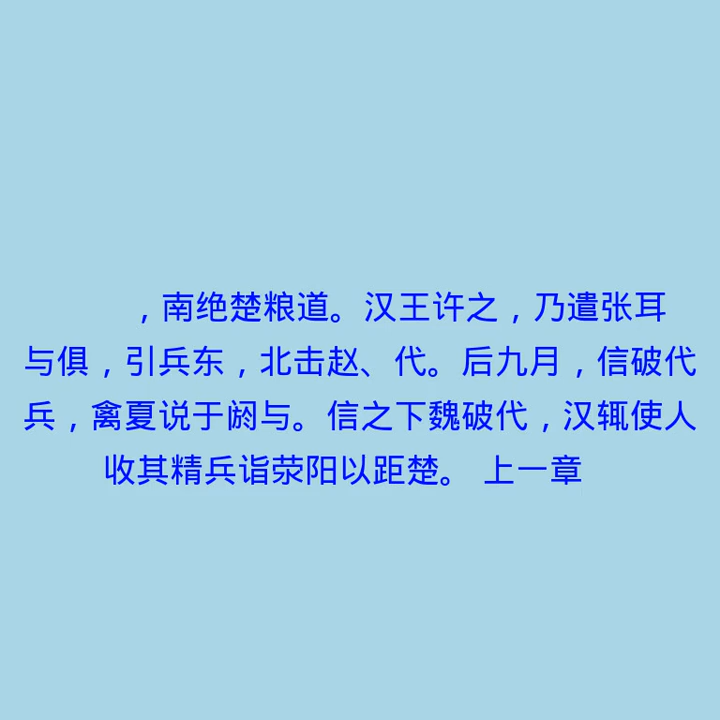 ，南绝楚粮道。汉王许之，乃遣张耳
与俱，引兵东，北击赵、代。后九月，信破代
兵，禽夏说于阏与。信之下魏破代，汉辄使人
收其精兵诣荥阳以距楚。 上一章